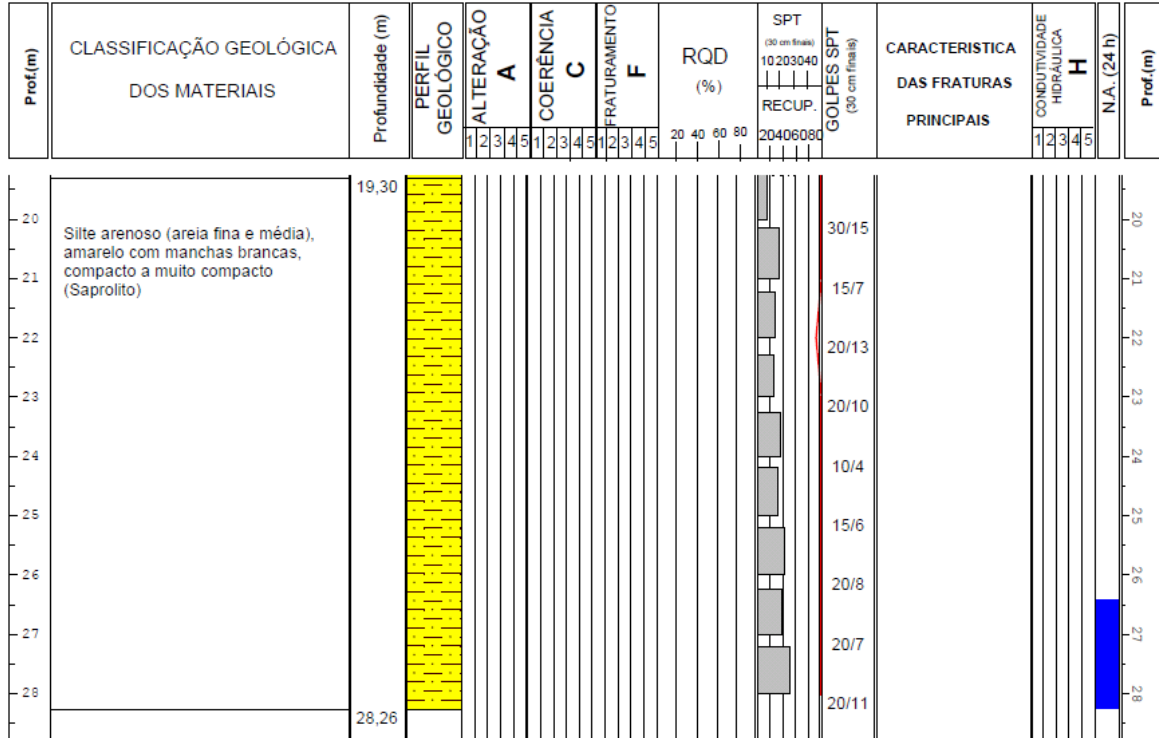 Prof.(m)
CLASSIFICAÇÃO GEOLÓGICA
DOS MATERIAIS
Profundidade (m)
PERFIL
GEOLÓGICO
ALTERAÇÃO
A
1 2 3 4 5
COERÊNCIA
C
1 2 3 4 5
FRATURAMENTO
F
1 2 3 4 5
RQD
(%)
20 40 60 80
SPT
(30 cm finais)
10 20 30 40
RECUP.
20 40 60 80
GOLPES SPT
(30 cm finais)
CARACTERISTICA
DAS FRATURAS
PRINCIPAIS
CONDUTIVIDADE
HIDRÁULICA
H
1 2 3 4 5
N.A. (24 h)
Prof.(m)
20
21
22
23
24
25
26
27
28
Silte arenoso (areia fina e média),
amarelo com manchas brancas,
compacto a muito compacto
(Saprolito)
19,30
28,26
30/15
15/7
20/13
20/10
10/4
15/6
20/8
20/7
20/11
20
21
22
23
24
25
26
27
28